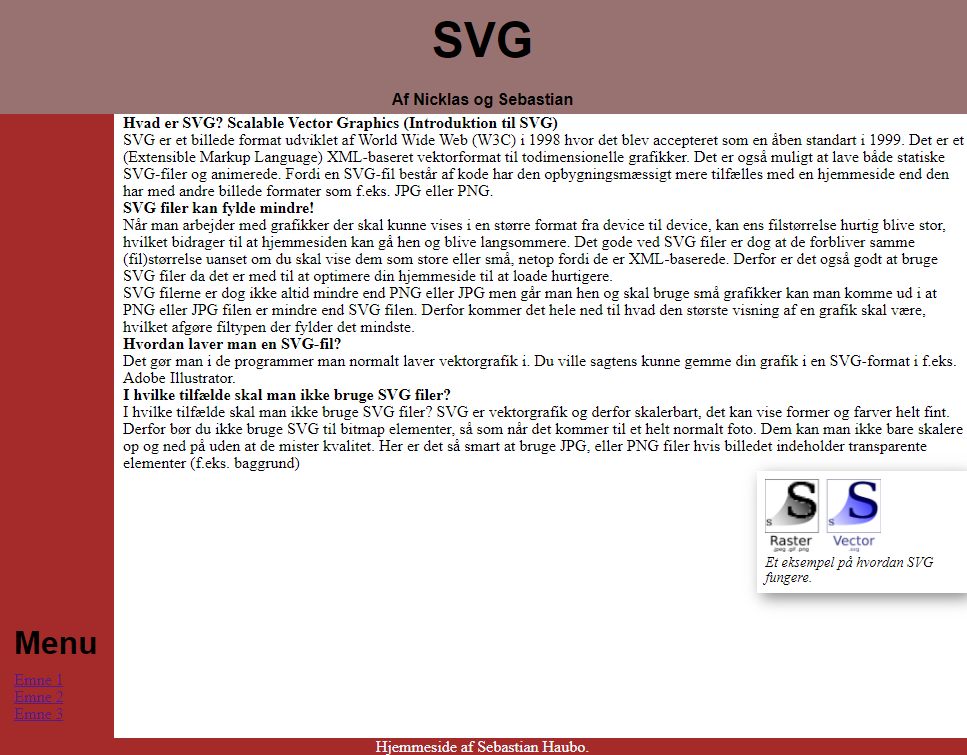 SVG
Af Nicklas og Sebastian
Hvad er SVG? Scalable Vector Graphics (Introduktion til SVG)
SVG er et billede format udviklet af World Wide Web (W3C) i 1998 hvor det blev accepteret som en åben standart i 1999. Det er et
(Extensible Markup Language) XML-baseret vektorformat til todimensionelle grafikker. Det er også muligt at lave både statiske
SVG-filer og animerede. Fordi en SVG-fil består af kode har den opbygningsmæssigt mere tilfælles med en hjemmeside end den
har med andre billede formater som f.eks. JPG eller PNG.
SVG filer kan fylde mindre!
Når man arbejder med grafikker der skal kunne vises i en større format fra device til device, kan ens filstørrelse hurtig blive stor,
hvilket bidrager til at hjemmesiden kan gå hen og blive langsommere. Det gode ved SVG filer er dog at de forbliver samme
(fil)størrelse uanset om du skal vise dem som store eller små, netop fordi de er XML-baserede. Derfor er det også godt at bruge
SVG filer da det er med til at optimere din hjemmeside til at loade hurtigere.
SVG filerne er dog ikke altid mindre end PNG eller JPG men går man hen og skal bruge små grafikker kan man komme ud i at
PNG eller JPG filen er mindre end SVG filen. Derfor kommer det hele ned til hvad den største visning af en grafik skal være,
hvilket afgøre filtypen der fylder det mindste.
Hvordan laver man en SVG-fil?
Det gør man i de programmer man normalt laver vektorgrafik i. Du ville sagtens kunne gemme din grafik i en SVG-format i f.eks.
Adobe Illustrator.
I hvilke tilfælde skal man ikke bruge SVG filer?
I hvilke tilfælde skal man ikke bruge SVG filer? SVG er vektorgrafik og derfor skalerbart, det kan vise former og farver helt fint.
Derfor bør du ikke bruge SVG til bitmap elementer, så som når det kommer til et helt normalt foto. Dem kan man ikke bare skalere
op og ned på uden at de mister kvalitet. Her er det så smart at bruge JPG, eller PNG filer hvis billedet indeholder transparente
elementer (f.eks. baggrund)
S S S S
Raster Vector
.jpeg .gif .png .svg
Et eksempel på hvordan SVG
fungere.
Menu
Emne 1
Emne 2
Emne 3
Hjemmeside af Sebastian Haubo.